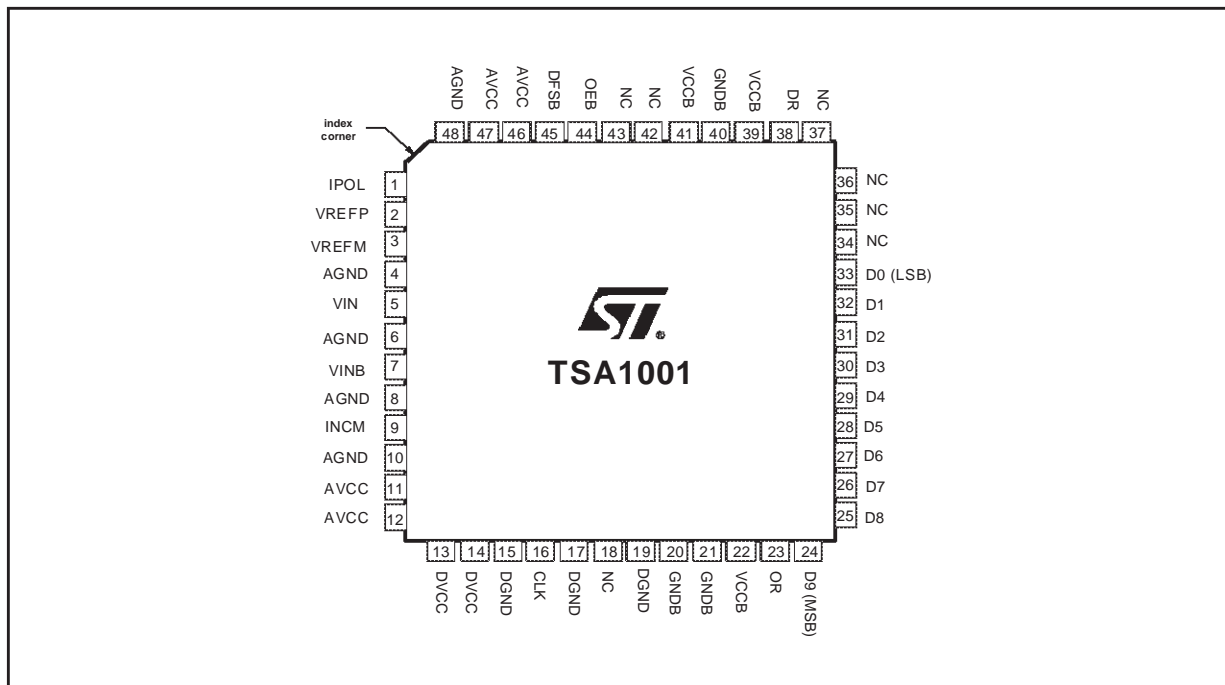 AGND AVCC AVCC DFSB OEB NC NC VCCB GNDB VCCB DR NC
index
corner
48 47 46 45 44 43 42 41 40 39 38 37
IPOL 1
VREFP 2
VREFM 3
AGND 4
VIN 5
AGND 6
VINB 7
AGND 8
INCM 9
AGND 10
AVCC 11
AVCC 12
ST®
TSA1001
36 NC
35 NC
34 NC
33 D0 (LSB)
32 D1
31 D2
30 D3
29 D4
28 D5
27 D6
26 D7
25 D8
13 14 15 16 17 18 19 20 21 22 23 24
DVCC DVCC DGND CLK DGND NC DGND GNDB GNDB VCCB OR D9 (MSB)